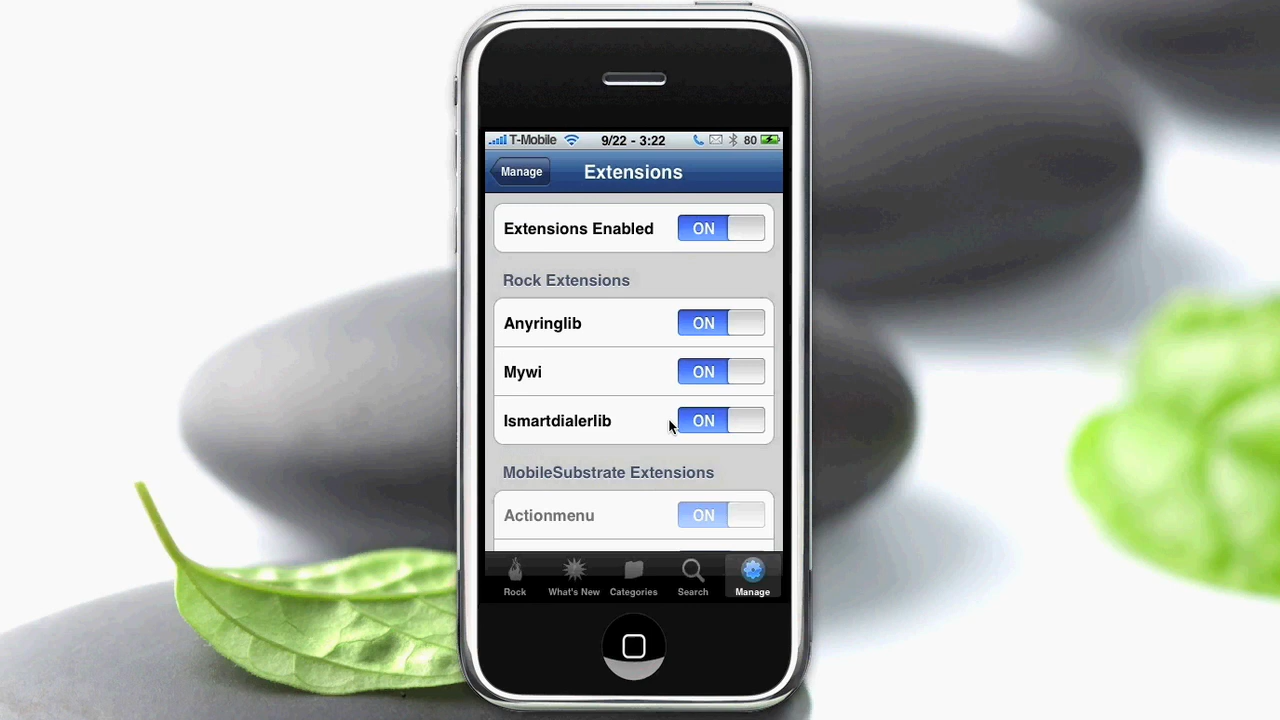 T-Mobile 9/22 - 3:22 80
Manage Extensions
Extensions Enabled ON
Rock Extensions
Anyringlib ON
Mywi ON
Ismartdialerlib ON
MobileSubstrate Extensions
Actionmenu ON
Rock What's New Categories Search Manage